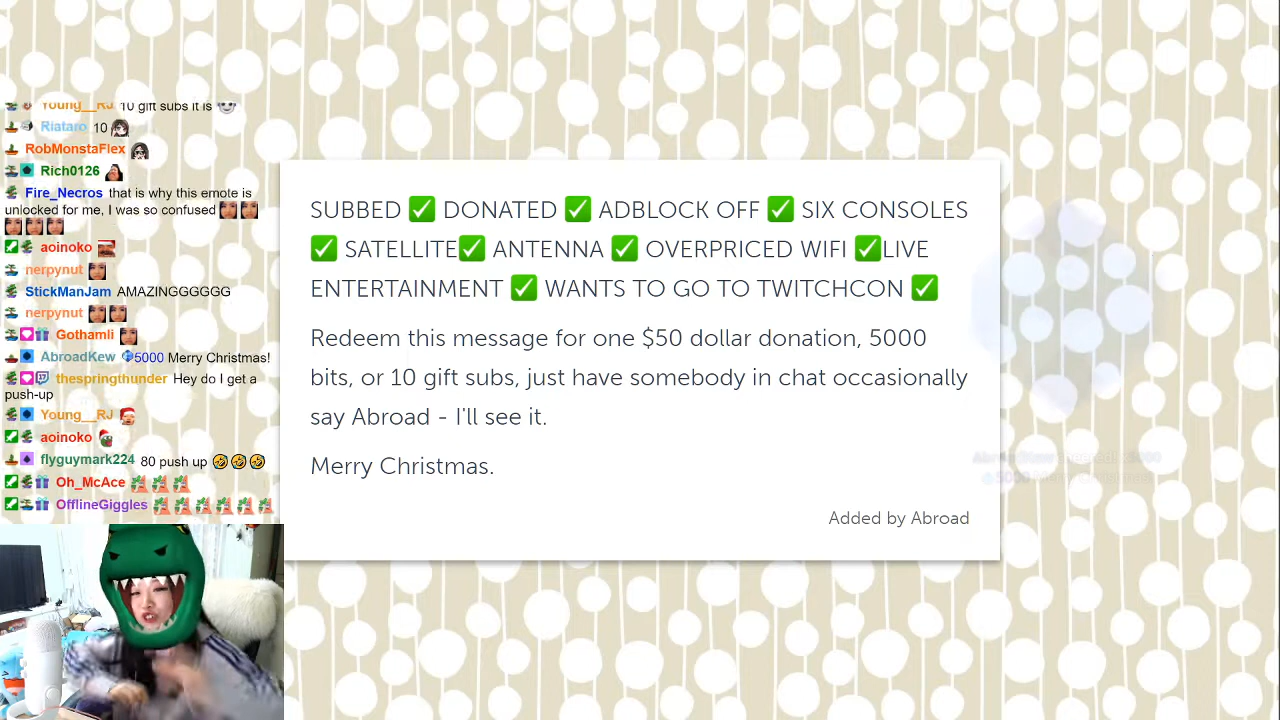 Young__RJ 10 gift subs it is
Riataro 10
RobMonstaFlex
Rich0126
Fire_Necros that is why this emote is
unlocked for me, I was so confused
aoinoko
nerpynut
StickManJam AMAZINGGGGGG
nerpynut
Gothamli
AbroadKew 5000 Merry Christmas!
thespringthunder Hey do I get a
push-up
Young__RJ
aoinoko
flyguymark224 80 push up 🤣🤣🤣
Oh_McAce
OfflineGiggles
SUBBED ✅ DONATED ✅ ADBLOCK OFF ✅ SIX CONSOLES
✅ SATELLITE✅ ANTENNA ✅ OVERPRICED WIFI ✅LIVE
ENTERTAINMENT ✅ WANTS TO GO TO TWITCHCON ✅
Redeem this message for one $50 dollar donation, 5000
bits, or 10 gift subs, just have somebody in chat occasionally
say Abroad - I'll see it.
Merry Christmas.
Added by Abroad